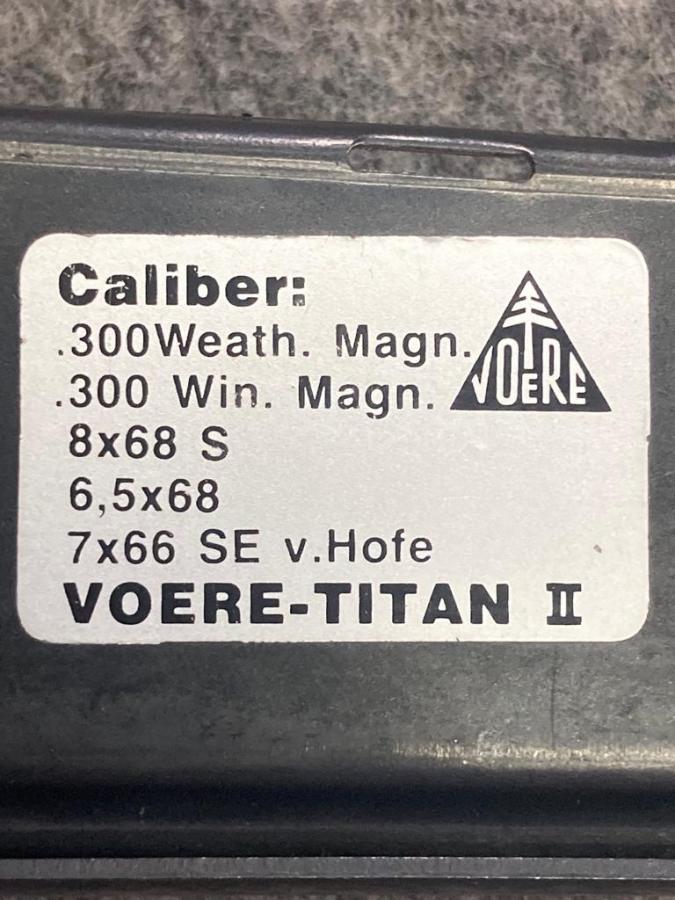 Caliber:
.300Weath. Magn.
.300 Win. Magn.
VOERE
8x68 S
6,5x68
7x66 SE v.Hofe
VOERE-TITAN II